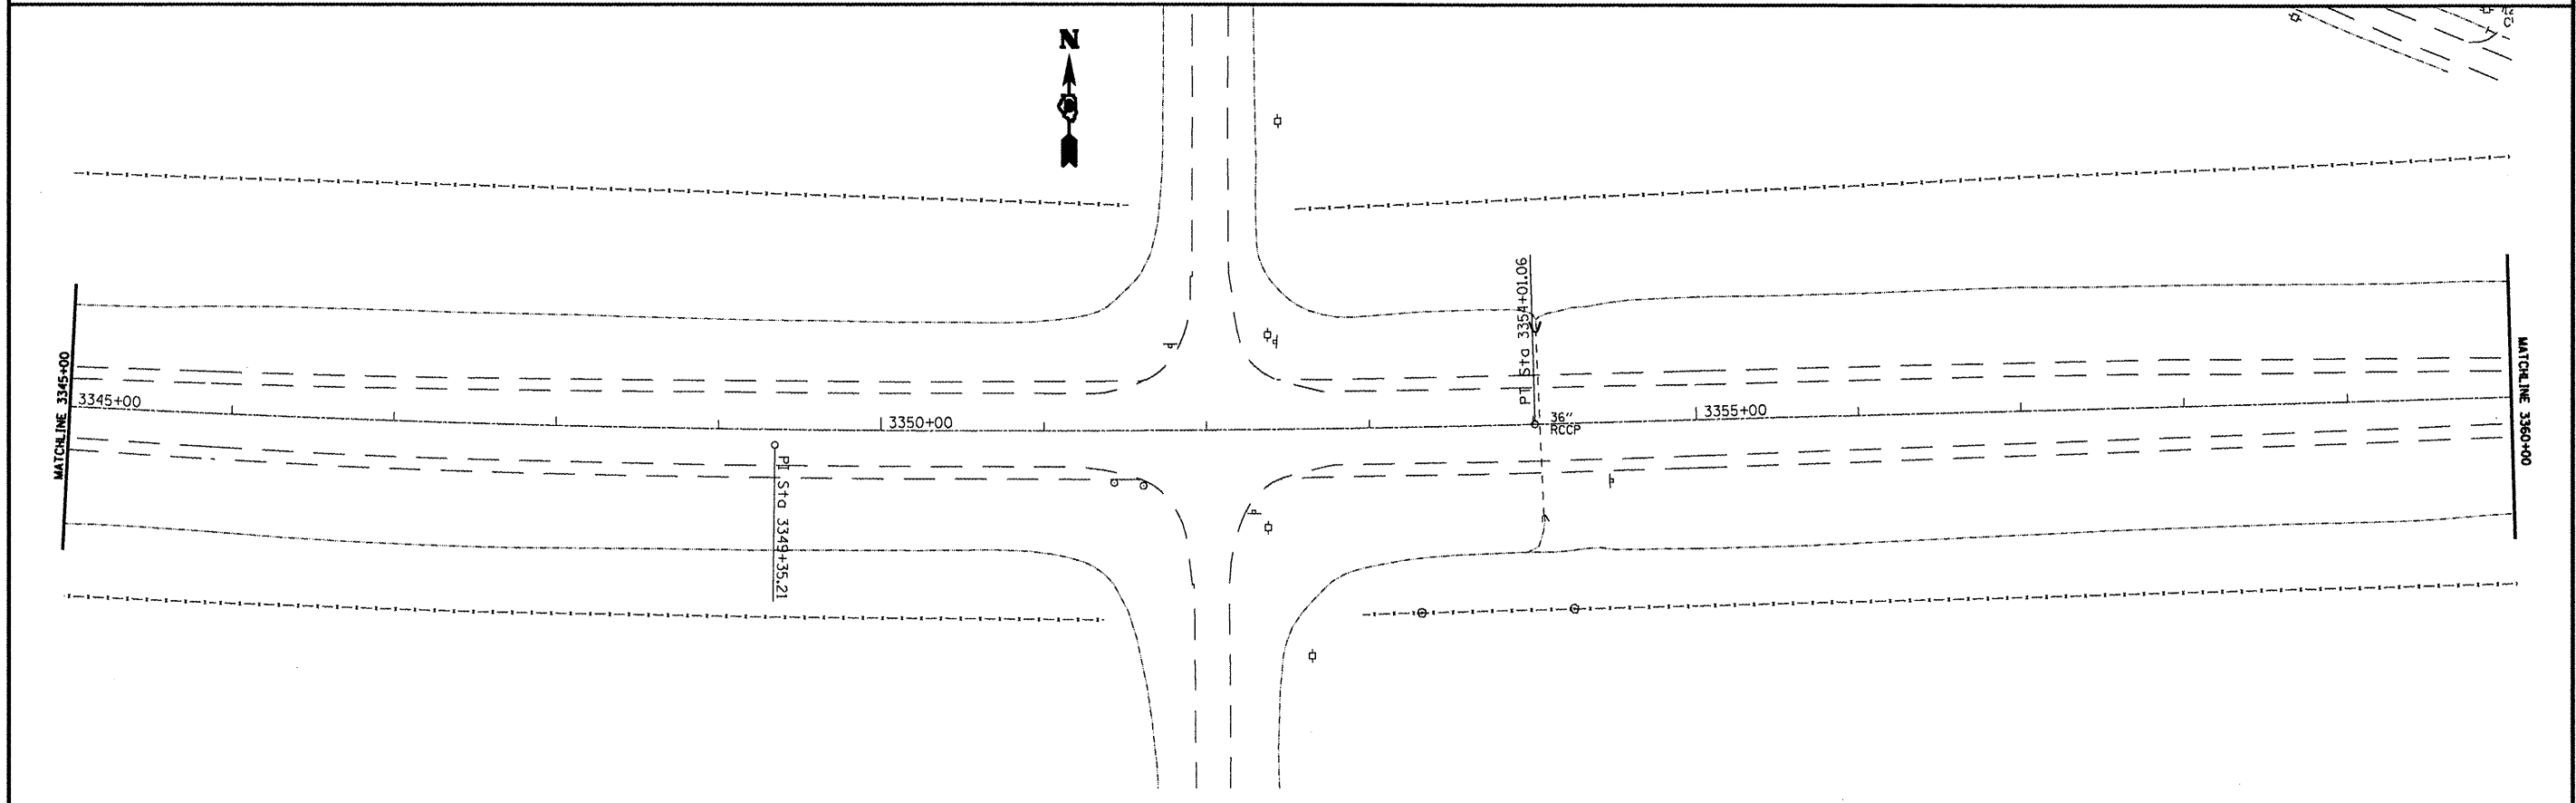 N
MATCHLINE 3345+00
3345+00
PI Sta 3349+35.21
3350+00
PT Sta 3354+01.06
36"
RCCP
3355+00
MATCHLINE 3360+00